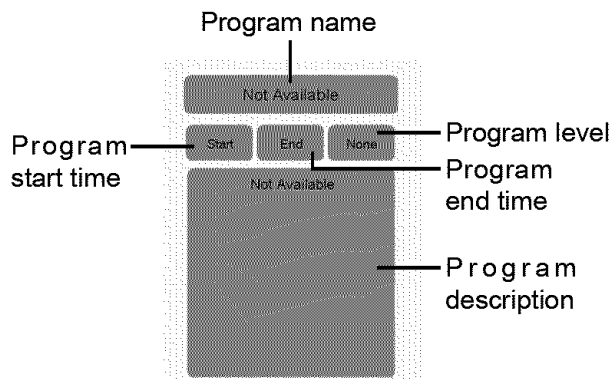 Program name
Not Available
Start
End
None
Program level
Program
start time
Program
end time
Not Available
Program
description